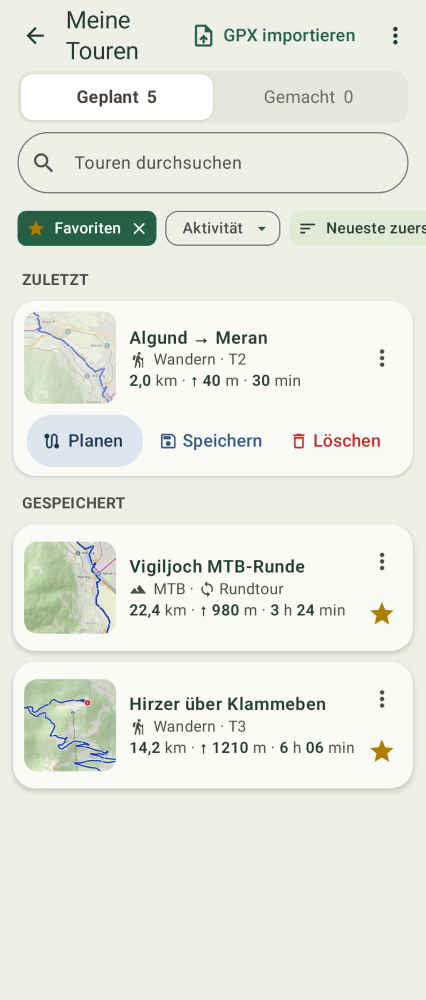 Meine
Touren
GPX importieren
Geplant 5
Gemacht 0
Touren durchsuchen
Favoriten
Aktivität
Neueste zuers
ZULETZT
Algund → Meran
Wandern · T2
2,0 km · ↑ 40 m · 30 min
Planen
Speichern
Löschen
GESPEICHERT
Vigiljoch MTB-Runde
MTB · Rundtour
22,4 km · ↑ 980 m · 3 h 24 min
Hirzer über Klammeben
Wandern · T3
14,2 km · ↑ 1210 m · 6 h 06 min